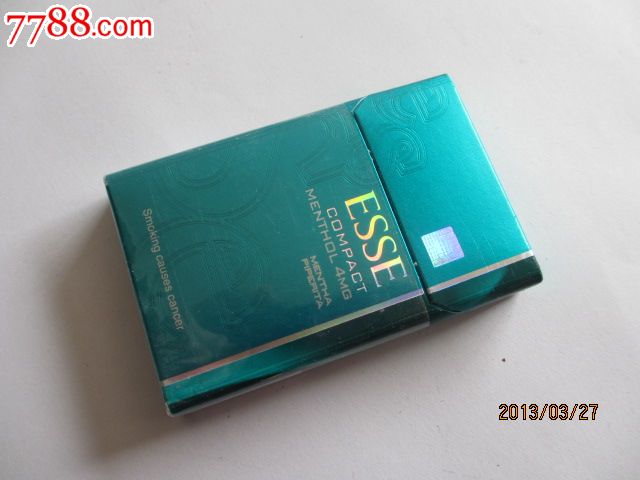 7788.com
ESSE
COMPACT
MENTHOL 4MG
MENTHA
PIPERITA
Smoking causes cancer
2013/03/27